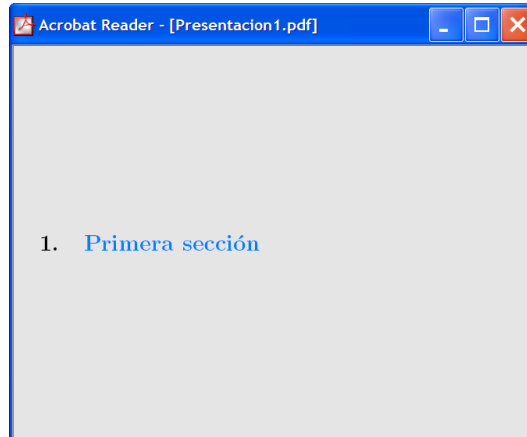 Acrobat Reader - [Presentacion1.pdf]
1. Primera sección